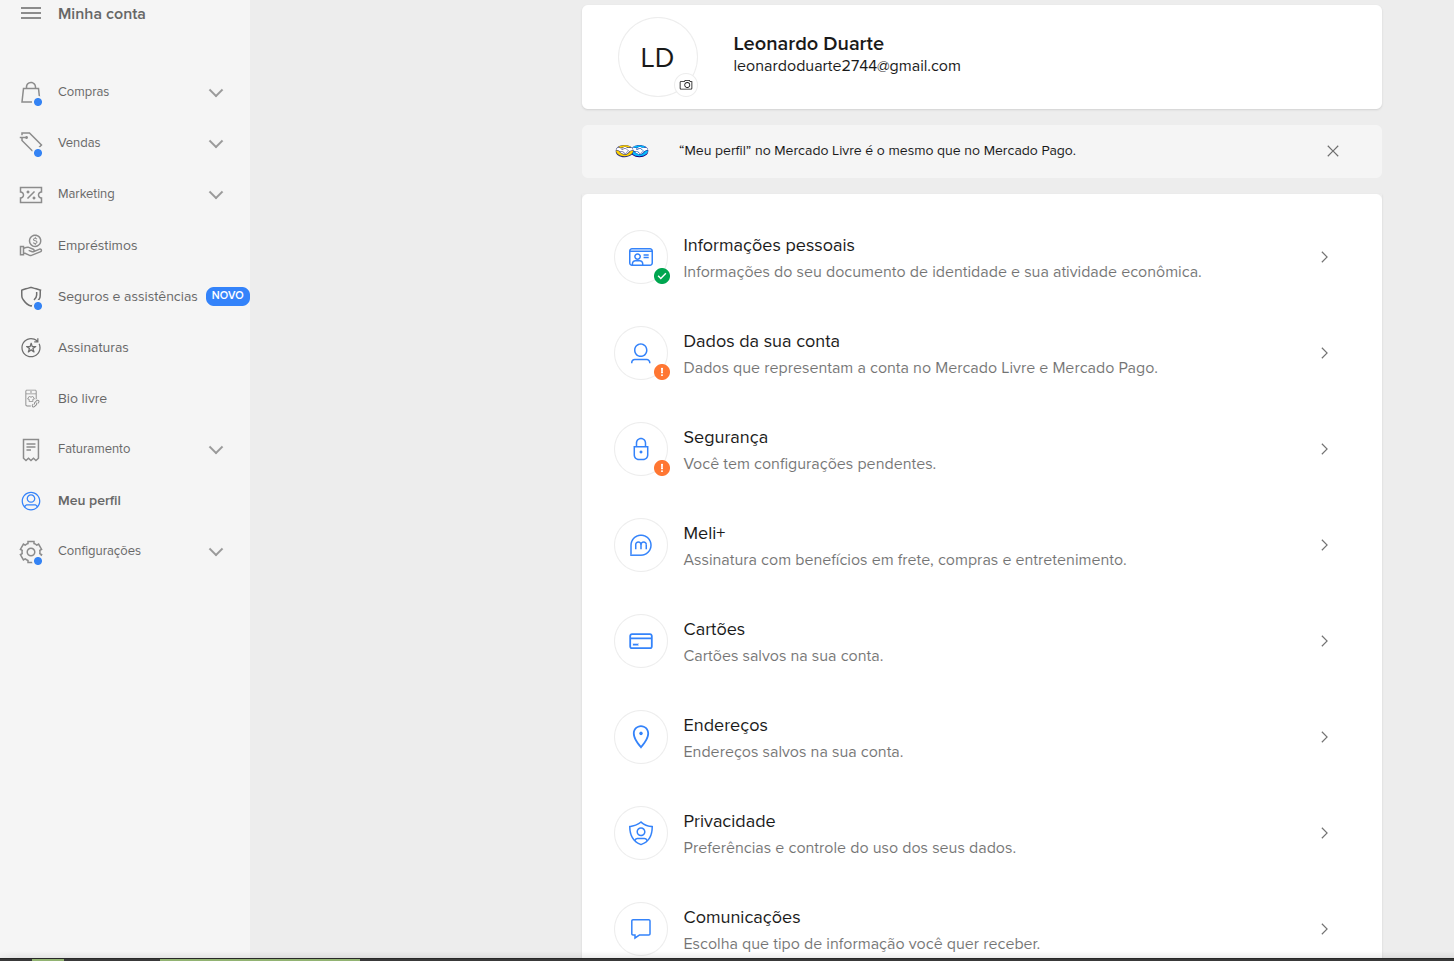 Minha conta
Compras
Vendas
Marketing
Empréstimos
Seguros e assistências NOVO
Assinaturas
Bio livre
Faturamento
Meu perfil
Configurações
LD
Leonardo Duarte
leonardoduarte2744@gmail.com
“Meu perfil” no Mercado Livre é o mesmo que no Mercado Pago.
Informações pessoais
Informações do seu documento de identidade e sua atividade econômica.
Dados da sua conta
Dados que representam a conta no Mercado Livre e Mercado Pago.
Segurança
Você tem configurações pendentes.
Meli+
Assinatura com benefícios em frete, compras e entretenimento.
Cartões
Cartões salvos na sua conta.
Endereços
Endereços salvos na sua conta.
Privacidade
Preferências e controle do uso dos seus dados.
Comunicações
Escolha que tipo de informação você quer receber.